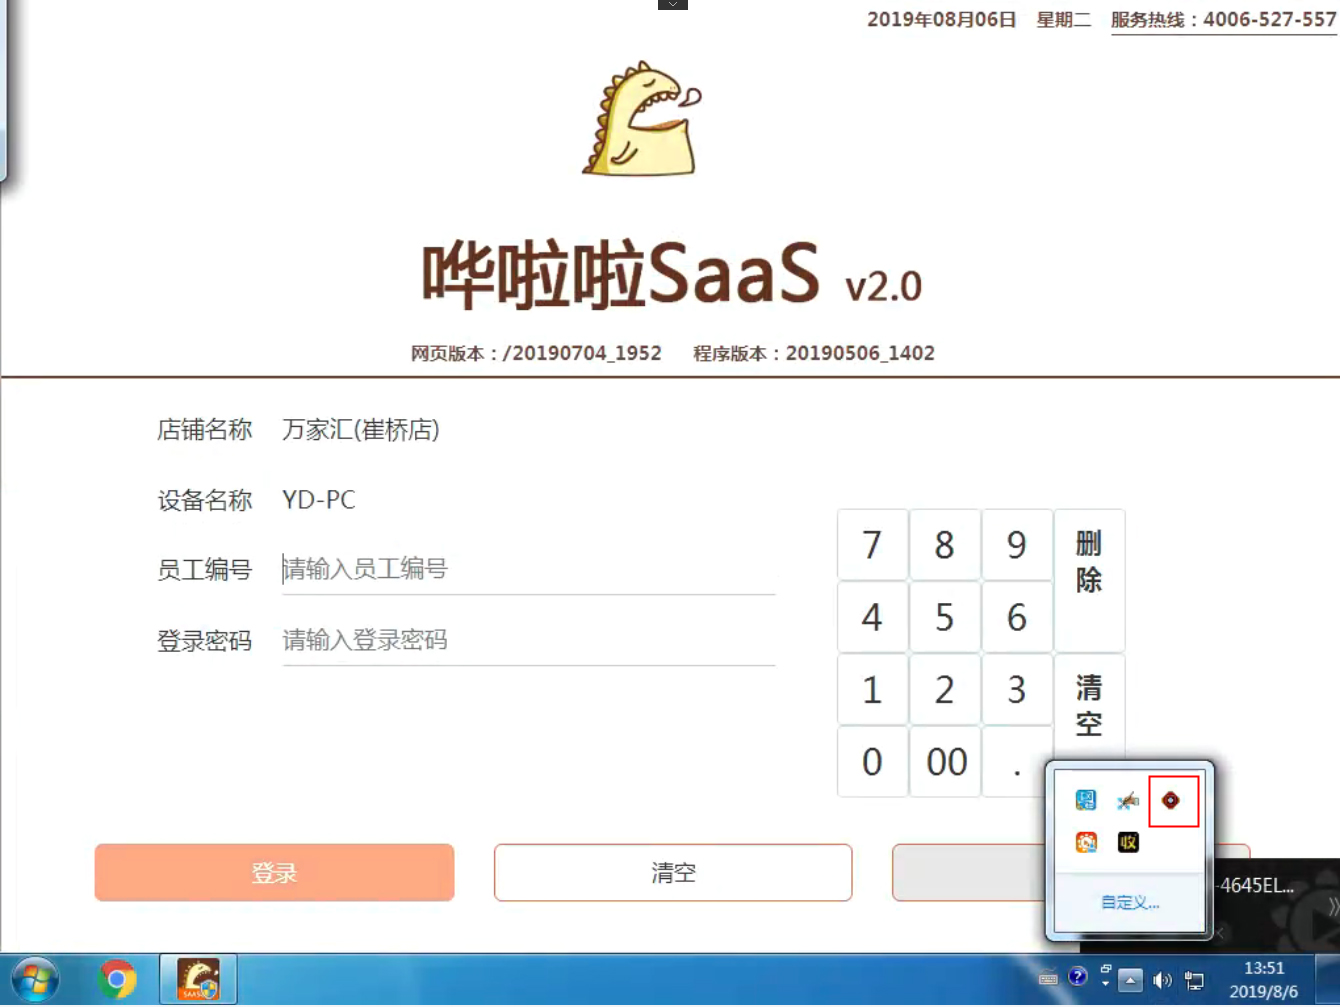 2019年08月06日 星期二 服务热线：4006-527-557
哗啦啦SaaS v2.0
网页版本：/20190704_1952 程序版本：20190506_1402
店铺名称 万家汇(崔桥店)
设备名称 YD-PC
员工编号 请输入员工编号
登录密码 请输入登录密码
7 8 9 删除
4 5 6
1 2 3 清空
0 00 .
登录 清空
收
自定义...
-4645EL...
SAAS
13:51
2019/8/6